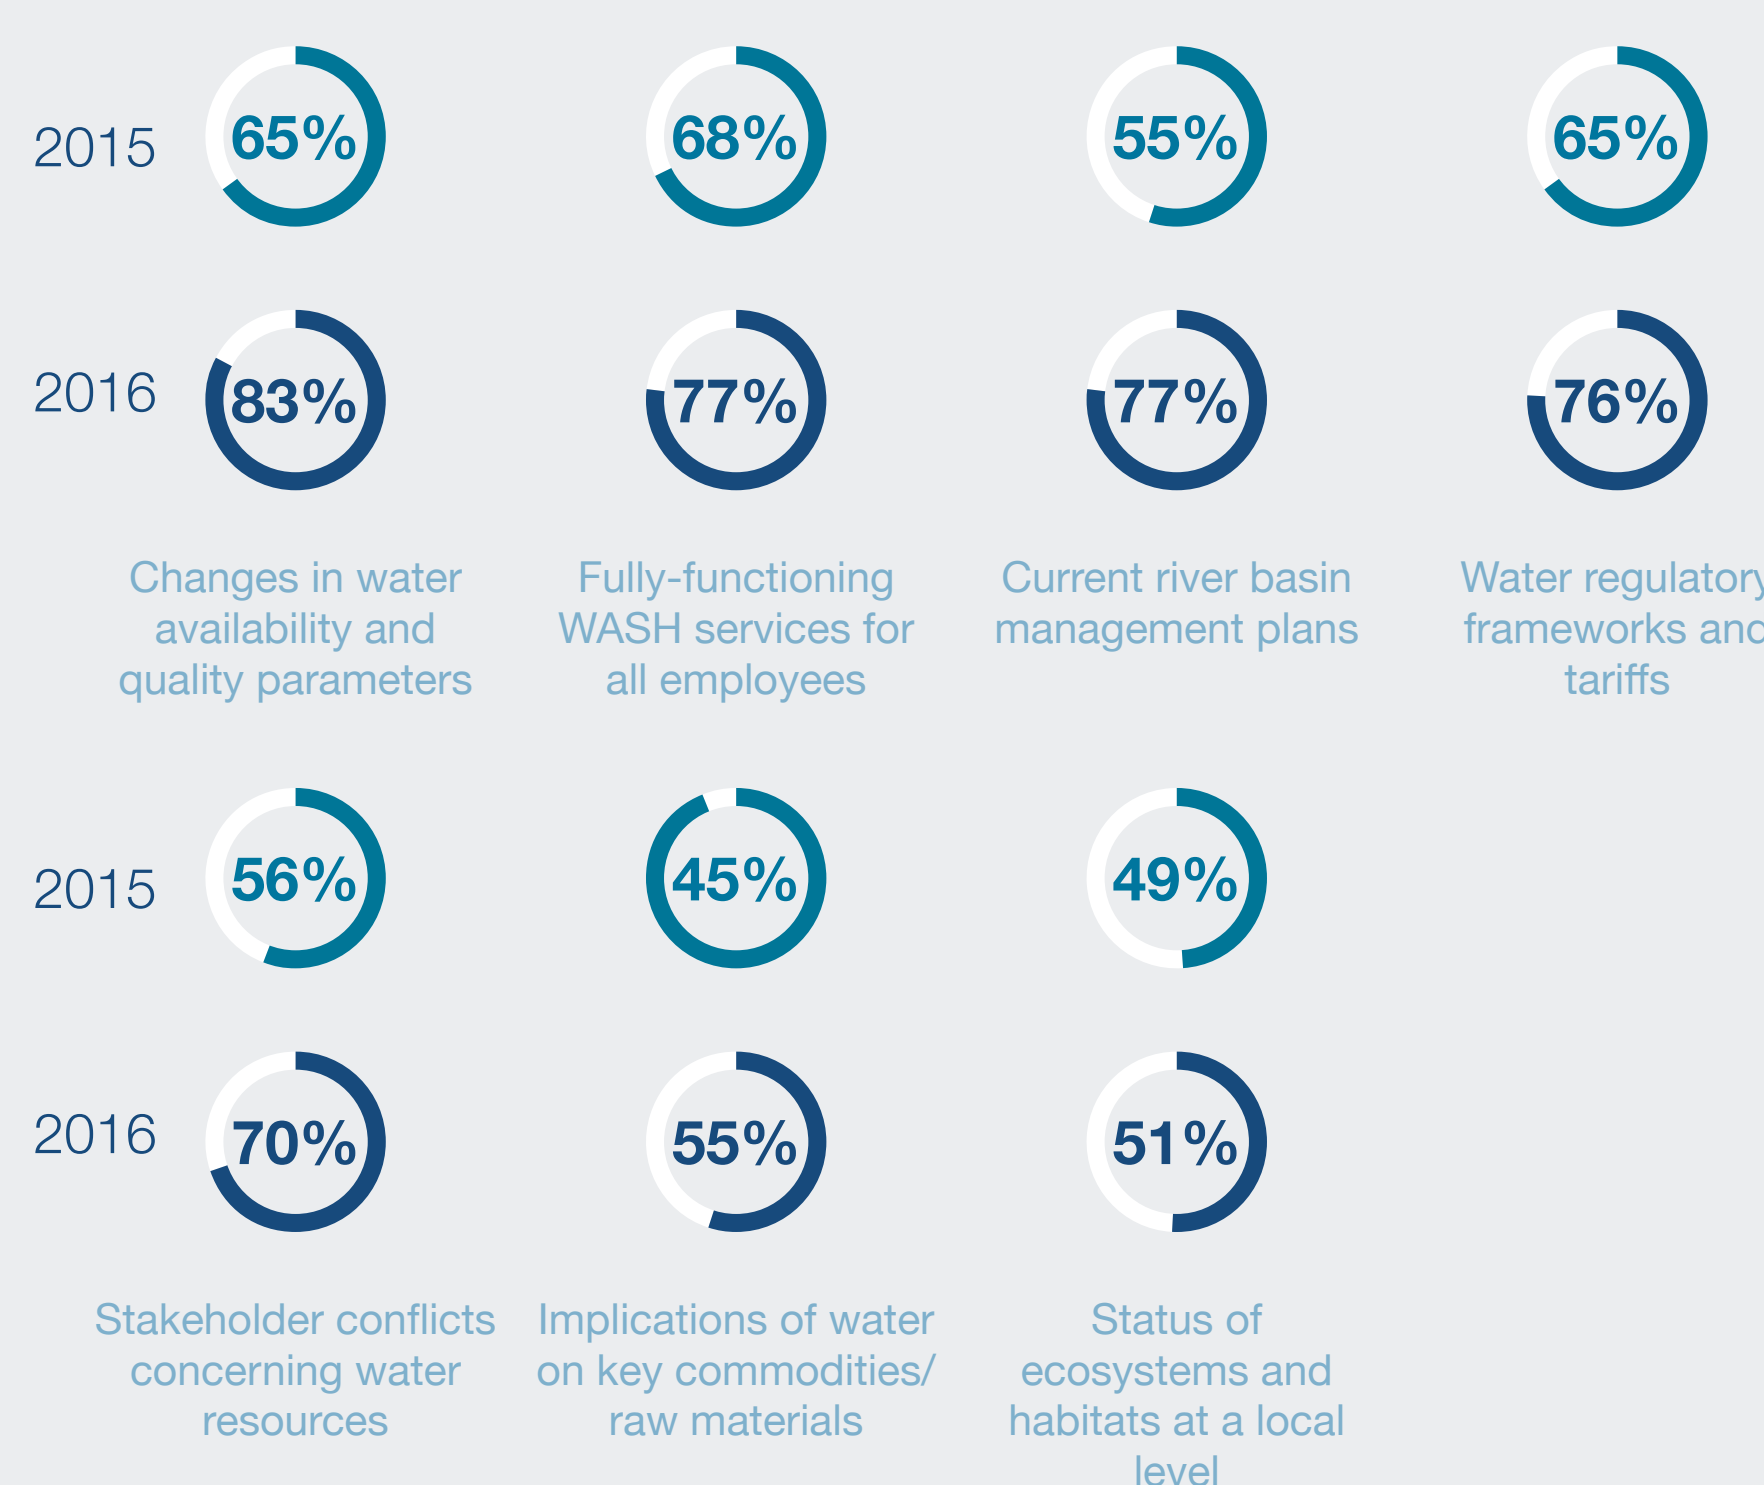 2015
65%
68%
55%
65%
2016
83%
77%
77%
76%
Changes in water
availability and
quality parameters
Fully-functioning
WASH services for
all employees
Current river basin
management plans
Water regulatory
frameworks and
tariffs
2015
56%
45%
49%
2016
70%
55%
51%
Stakeholder conflicts
concerning water
resources
Implications of water
on key commodities/
raw materials
Status of
ecosystems and
habitats at a local
level